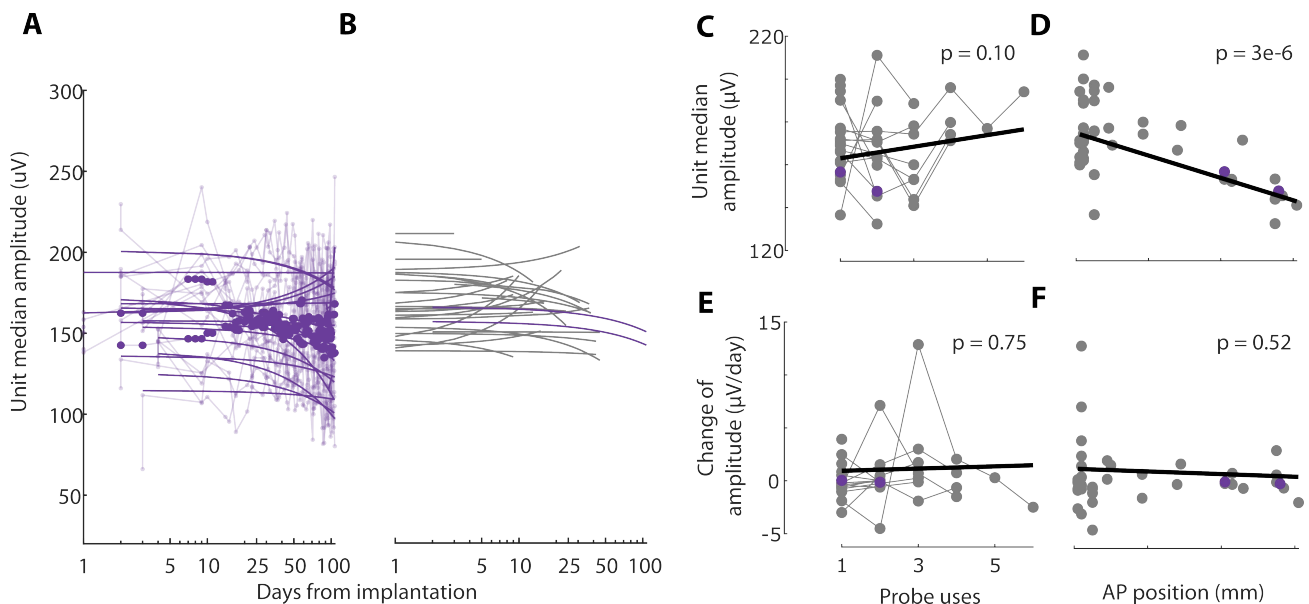 A
B
C
D
300
250
200
150
100
50
Unit median amplitude (uV)
1
5
10
25
50
100
1
5
10
25
50
100
Days from implantation
220
120
Unit median
amplitude (μV)
p = 0.10
p = 3e-6
E
F
15
0
-5
Change of
amplitude (μV/day)
p = 0.75
p = 0.52
1
3
5
Probe uses
AP position (mm)